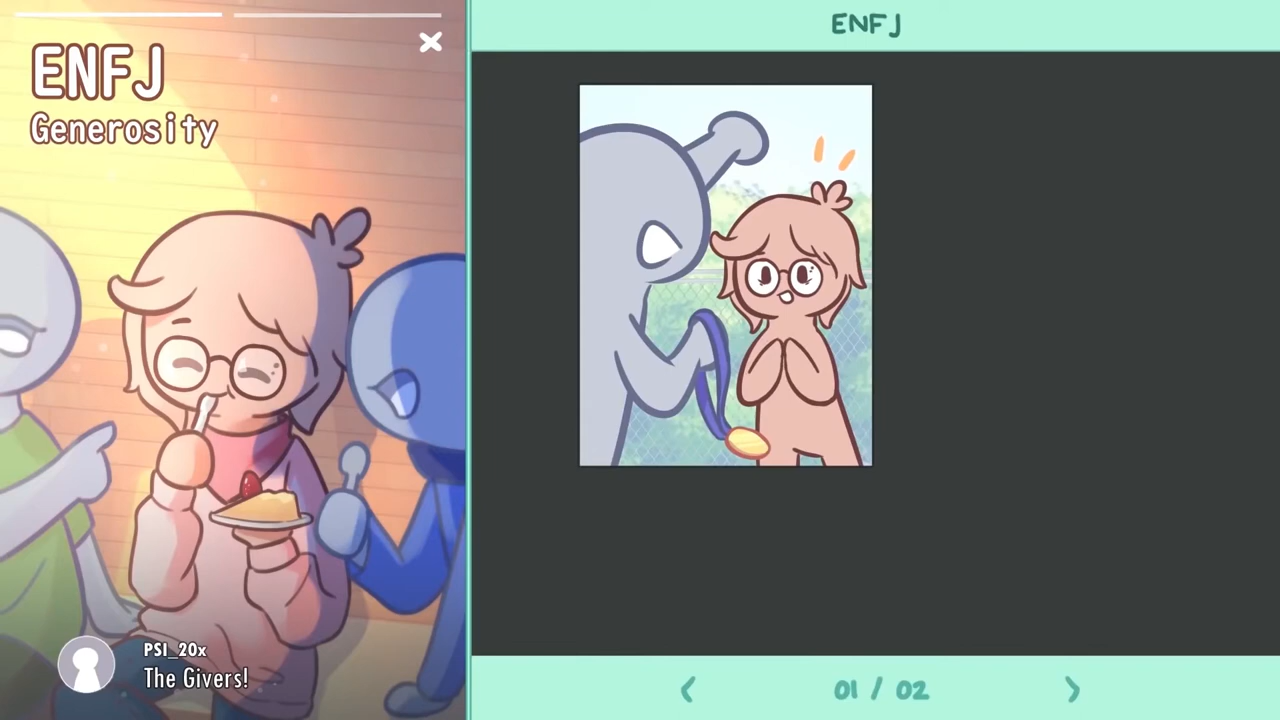 ENFJ
Generosity
PSI_20x
The Givers!
ENFJ
01 / 02